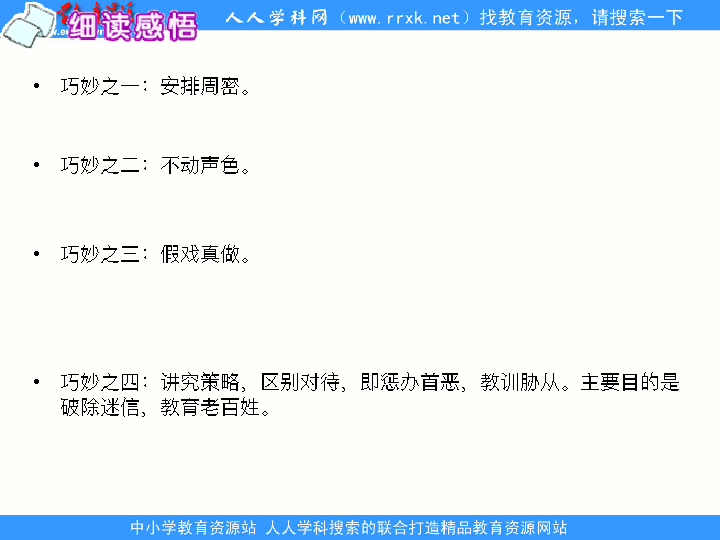 人人学科网（www.rrxk.net）找教育资源，请搜索一下
细读感悟
• 巧妙之一：安排周密。
• 巧妙之二：不动声色。
• 巧妙之三：假戏真做。
• 巧妙之四：讲究策略，区别对待，即惩办首恶，教训胁从。主要目的是
破除迷信，教育老百姓。
中小学教育资源站 人人学科搜索的联合打造精品教育资源网站